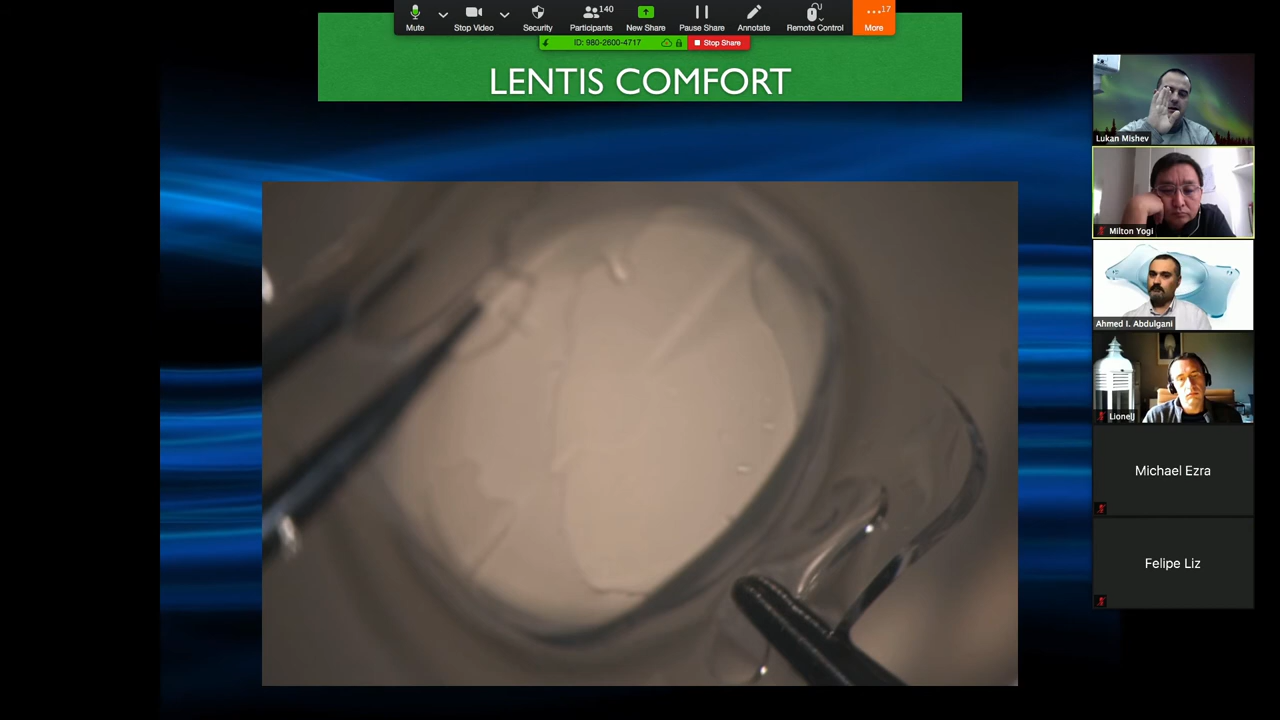 140
17
Mute
Stop Video
Security
Participants
New Share
Pause Share
Annotate
Remote Control
More
ID: 980-2600-4717
Stop Share
LENTIS COMFORT
Lukan Mishev
Milton Yogi
Ahmed I. Abdulgani
LionelJ
Michael Ezra
Felipe Liz